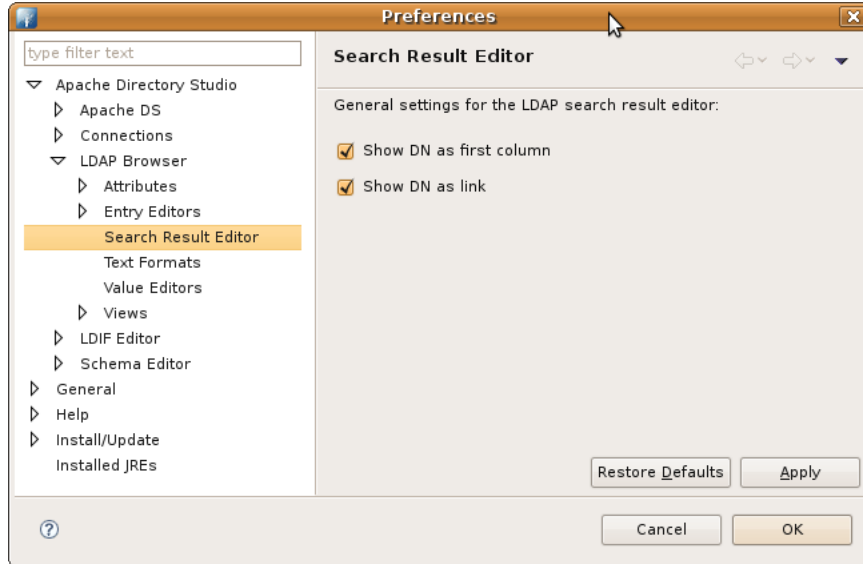 Preferences
type filter text
Apache Directory Studio
Apache DS
Connections
LDAP Browser
Attributes
Entry Editors
Search Result Editor
Text Formats
Value Editors
Views
LDIF Editor
Schema Editor
General
Help
Install/Update
Installed JREs
Search Result Editor
General settings for the LDAP search result editor:
Show DN as first column
Show DN as link
Restore Defaults
Apply
?
Cancel
OK